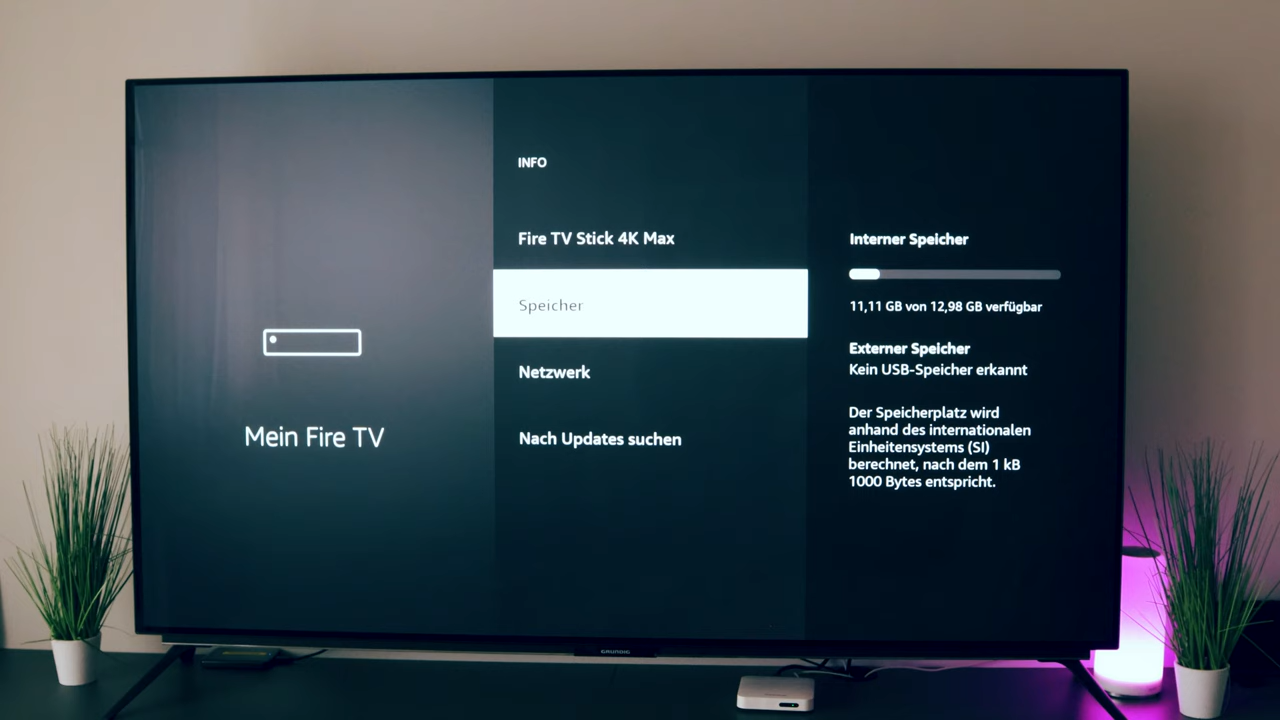 INFO
Fire TV Stick 4K Max
Speicher
Netzwerk
Nach Updates suchen
Mein Fire TV
Interner Speicher
11,11 GB von 12,98 GB verfügbar
Externer Speicher
Kein USB-Speicher erkannt
Der Speicherplatz wird
anhand des internationalen
Einheitensystems (SI)
berechnet, nach dem 1 kB
1000 Bytes entspricht.
GRUNDIG